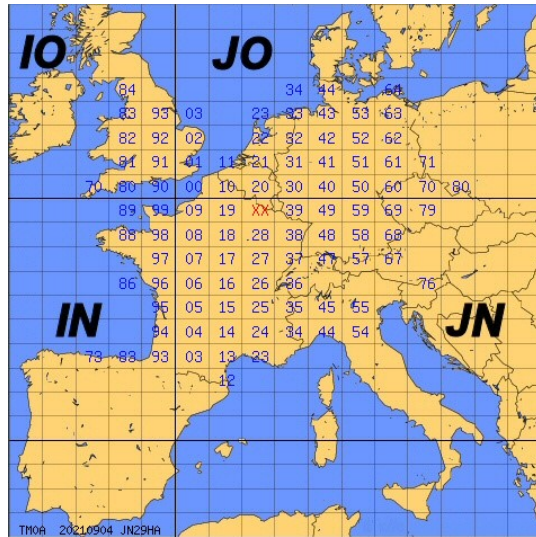 IO JO
84 34 44 64
83 93 03 23 33 43 53 63
82 92 02 22 32 42 52 62
81 91 01 11 21 31 41 51 61 71
70 80 90 00 10 20 30 40 50 60 70 80
89 99 09 19 XX 39 49 59 69 79
88 98 08 18 28 38 48 58 68
97 07 17 27 37 47 57 67
86 96 06 16 26 36 76
95 05 15 25 35 45 55
IN JN
94 04 14 24 34 44 54
73 83 93 03 13 23
12
TM0A 20210904 JN29HA